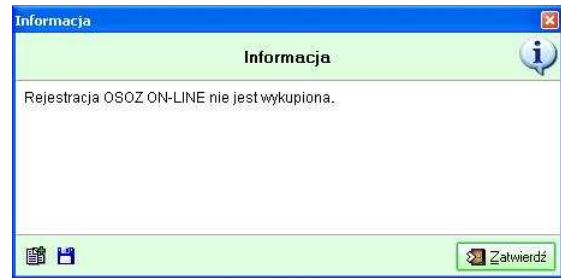 Informacja
Informacja
Rejestracja OSOZ ON-LINE nie jest wykupiona.
Zatwierdź